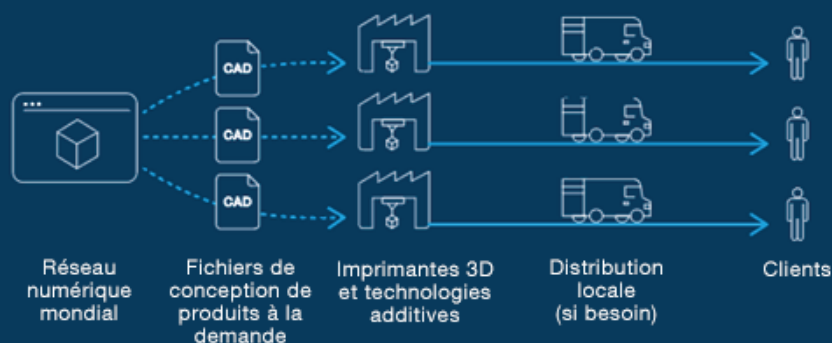 CAD
CAD
CAD
Réseau
numérique
mondial
Fichiers de
conception de
produits à la
demande
Imprimantes 3D
et technologies
additives
Distribution
locale
(si besoin)
Clients